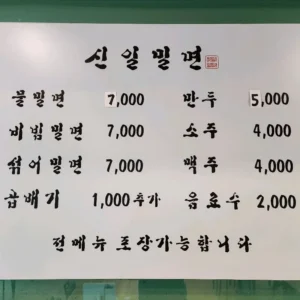 신일밀면
물밀면 7,000 만두 5,000
비빔밀면 7,000 소주 4,000
섞어밀면 7,000 맥주 4,000
곱배기 1,000추가 음료수 2,000
전메뉴 포장가능합니다